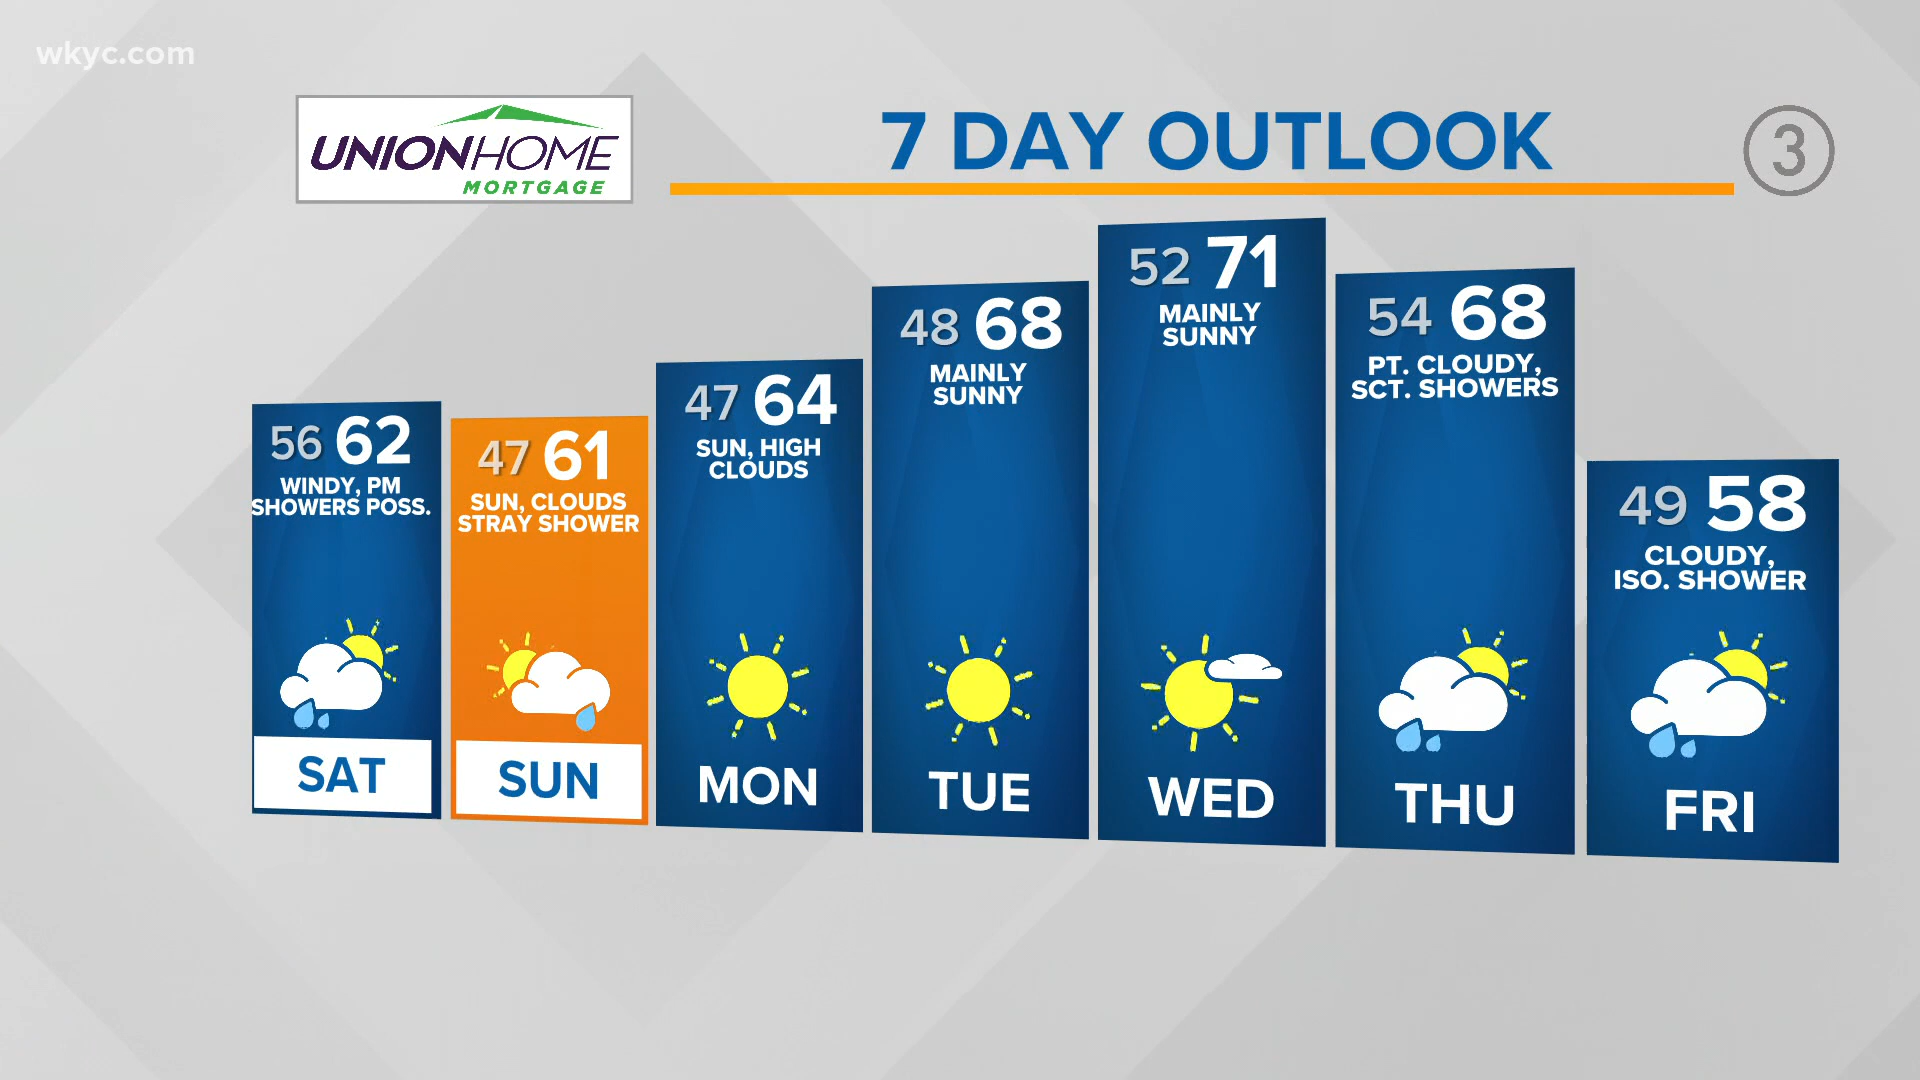 wkyc.com
UNIONHOME
MORTGAGE
7 DAY OUTLOOK
3
56 62
WINDY, PM
SHOWERS POSS.
SAT
47 61
SUN, CLOUDS
STRAY SHOWER
SUN
47 64
SUN, HIGH
CLOUDS
MON
48 68
MAINLY
SUNNY
TUE
52 71
MAINLY
SUNNY
WED
54 68
PT. CLOUDY,
SCT. SHOWERS
THU
49 58
CLOUDY,
ISO. SHOWER
FRI